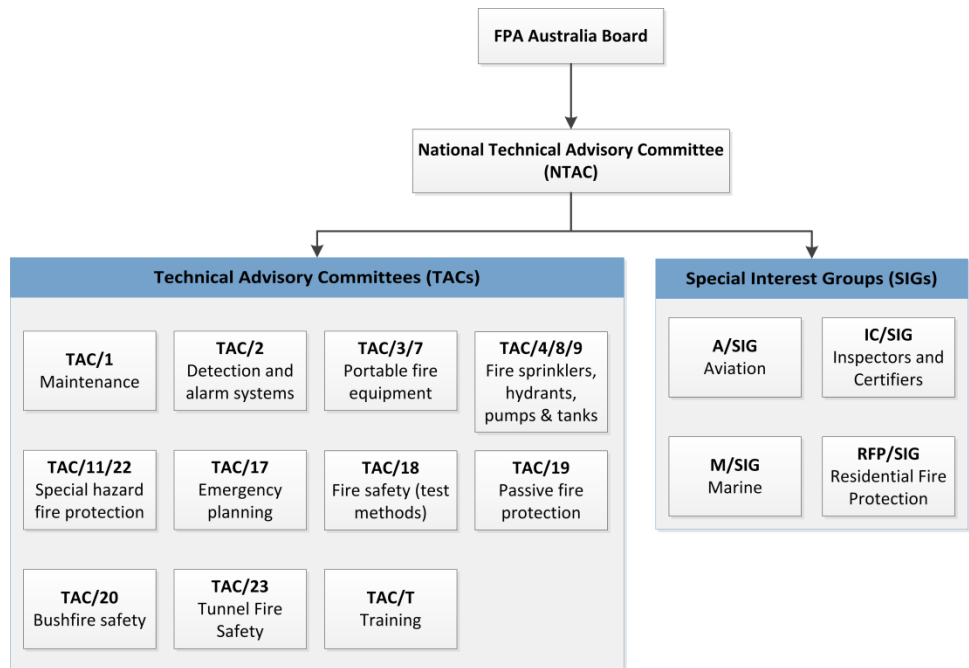 FPA Australia Board
National Technical Advisory Committee
(NTAC)
Technical Advisory Committees (TACs)
TAC/1
Maintenance
TAC/2
Detection and
alarm systems
TAC/3/7
Portable fire
equipment
TAC/4/8/9
Fire sprinklers,
hydrants,
pumps & tanks
TAC/11/22
Special hazard
fire protection
TAC/17
Emergency
planning
TAC/18
Fire safety (test
methods)
TAC/19
Passive fire
protection
TAC/20
Bushfire safety
TAC/23
Tunnel Fire
Safety
TAC/T
Training
Special Interest Groups (SIGs)
A/SIG
Aviation
IC/SIG
Inspectors and
Certifiers
M/SIG
Marine
RFP/SIG
Residential Fire
Protection